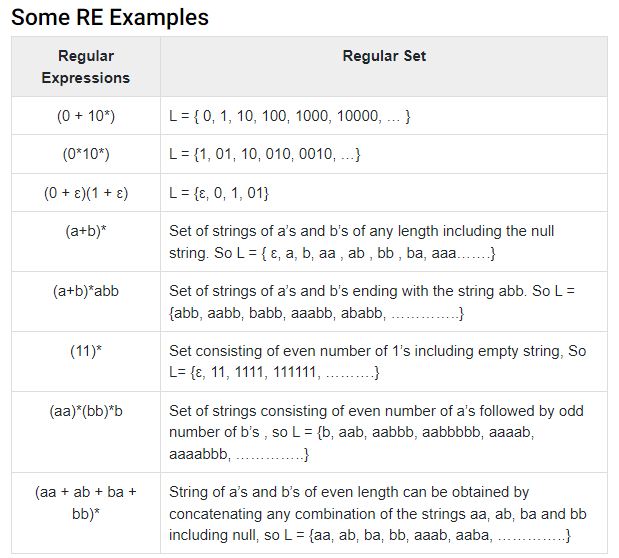 Some RE Examples
Regular
Expressions
Regular Set
(0 + 10*)
L = { 0, 1, 10, 100, 1000, 10000, … }
(0*10*)
L = {1, 01, 10, 010, 0010, …}
(0 + ε)(1 + ε)
L = {ε, 0, 1, 01}
(a+b)*
Set of strings of a’s and b’s of any length including the null
string. So L = { ε, a, b, aa , ab , bb , ba, aaa…….}
(a+b)*abb
Set of strings of a’s and b’s ending with the string abb. So L =
{abb, aabb, babb, aaabb, ababb, …………..}
(11)*
Set consisting of even number of 1’s including empty string, So
L= {ε, 11, 1111, 111111, ……….}
(aa)*(bb)*b
Set of strings consisting of even number of a’s followed by odd
number of b’s , so L = {b, aab, aabbb, aabbbbb, aaaab,
aaaabbb, …………..}
(aa + ab + ba +
bb)*
String of a’s and b’s of even length can be obtained by
concatenating any combination of the strings aa, ab, ba and bb
including null, so L = {aa, ab, ba, bb, aaab, aaba, …………..}